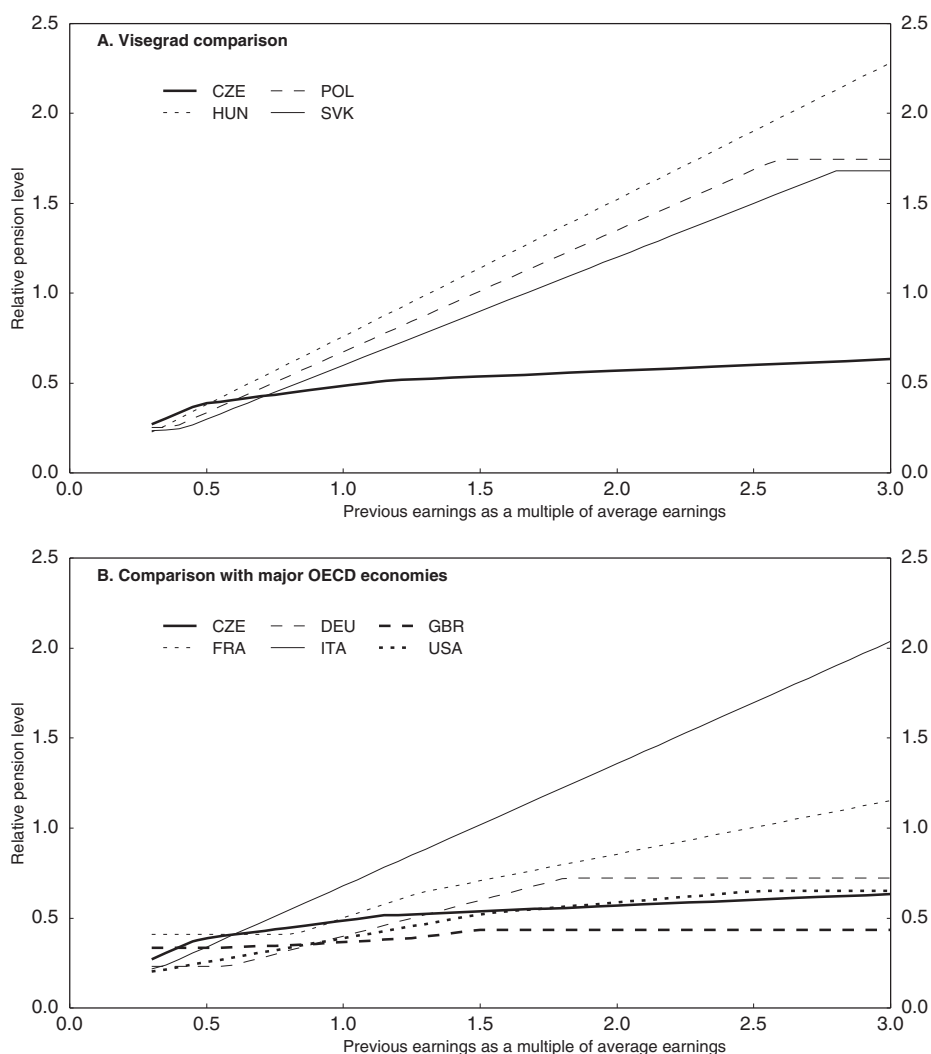 2.5 2.5
A. Visegrad comparison
CZE POL
HUN SVK
2.0 2.0
1.5 1.5
Relative pension level
1.0 1.0
0.5 0.5
0.0 0.0
0.0 0.5 1.0 1.5 2.0 2.5 3.0
Previous earnings as a multiple of average earnings
2.5 2.5
B. Comparison with major OECD economies
CZE DEU GBR
FRA ITA USA
2.0 2.0
1.5 1.5
Relative pension level
1.0 1.0
0.5 0.5
0.0 0.0
0.0 0.5 1.0 1.5 2.0 2.5 3.0
Previous earnings as a multiple of average earnings